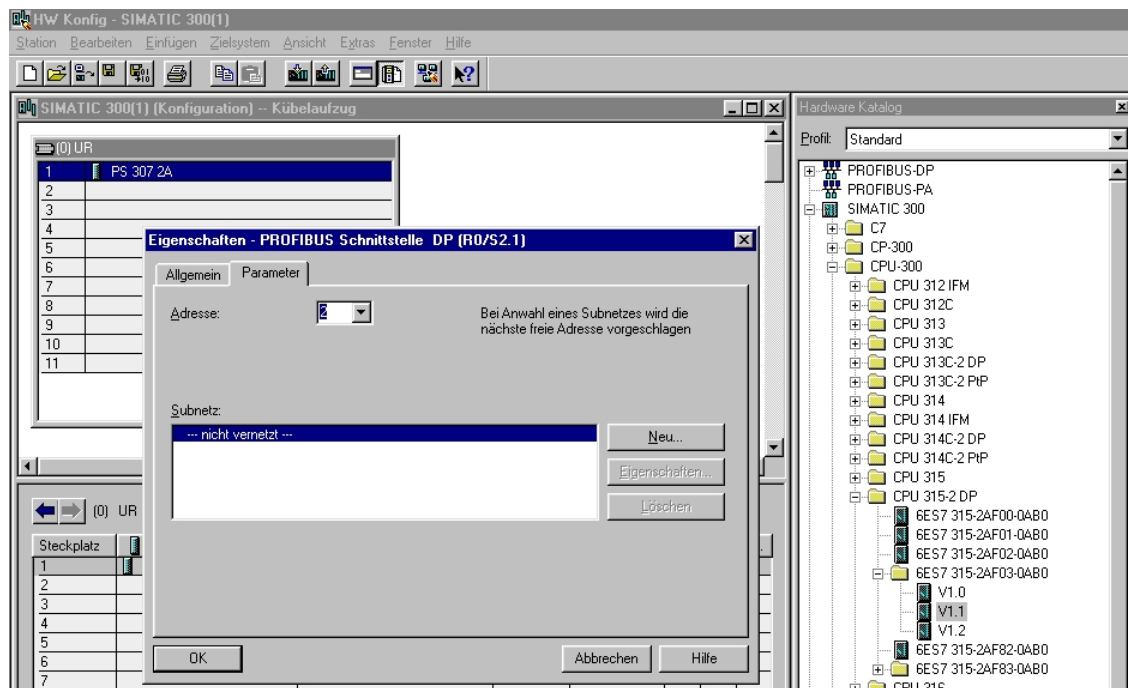 HW Konfig - SIMATIC 300(1)
Station Bearbeiten Einfügen Zielsystem Ansicht Extras Fenster Hilfe
SIMATIC 300(1) (Konfiguration) -- Kübelaufzug
(0) UR
1 PS 307 2A
2
3
4
5
6
7
8
9
10
11
Eigenschaften - PROFIBUS Schnittstelle DP (R0/S2.1)
Allgemein Parameter
Adresse: 2
Bei Anwahl eines Subnetzes wird die
nächste freie Adresse vorgeschlagen
Subnetz:
--- nicht vernetzt ---
Neu...
Eigenschaften...
Löschen
OK Abbrechen Hilfe
(0) UR
Steckplatz
1
2
3
4
5
6
7
Hardware Katalog
Profil: Standard
PROFIBUS-DP
PROFIBUS-PA
SIMATIC 300
C7
CP-300
CPU-300
CPU 312 IFM
CPU 312C
CPU 313
CPU 313C
CPU 313C-2 DP
CPU 313C-2 PtP
CPU 314
CPU 314 IFM
CPU 314C-2 DP
CPU 314C-2 PtP
CPU 315
CPU 315-2 DP
6ES7 315-2AF00-0AB0
6ES7 315-2AF01-0AB0
6ES7 315-2AF02-0AB0
6ES7 315-2AF03-0AB0
V1.0
V1.1
V1.2
6ES7 315-2AF82-0AB0
6ES7 315-2AF83-0AB0
CPU 316